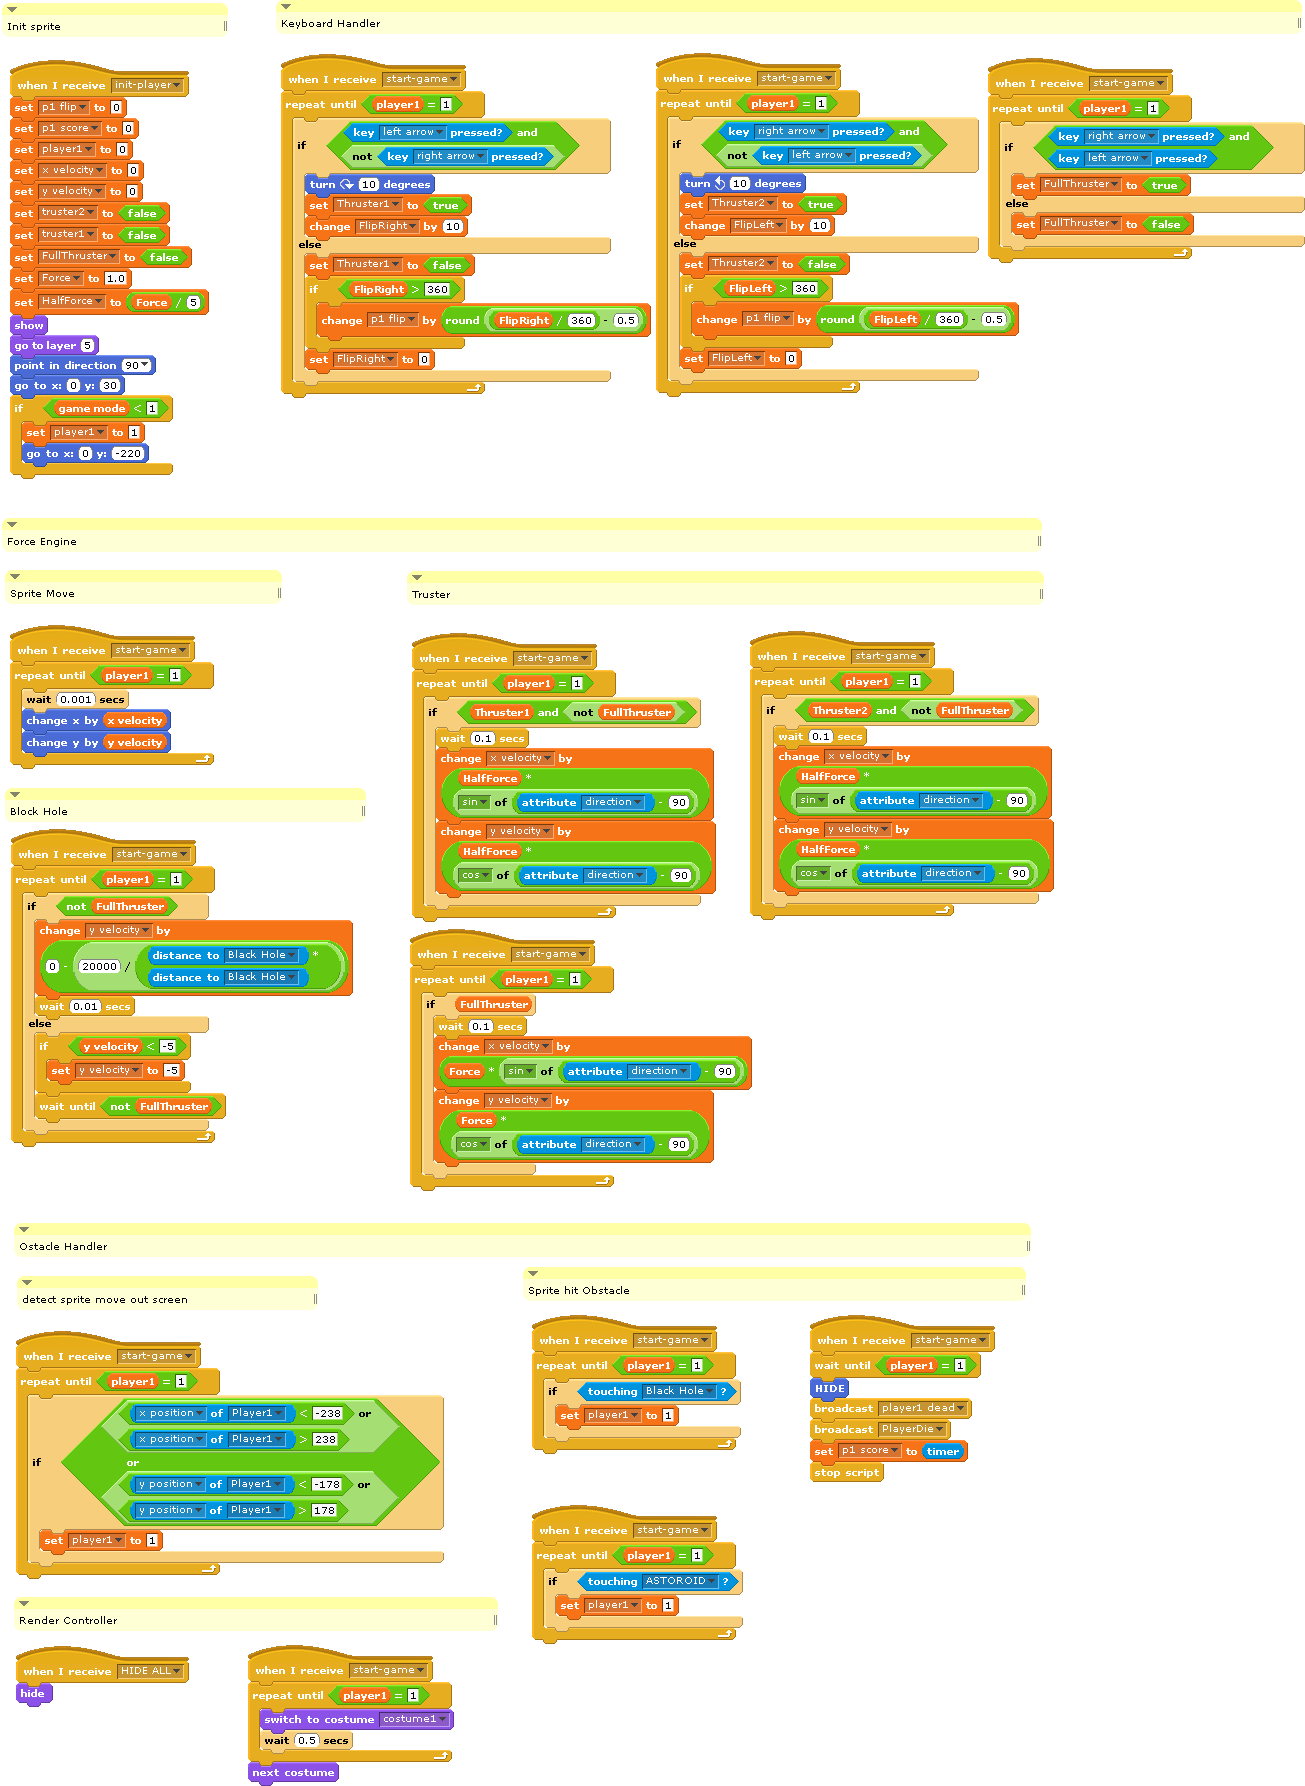 Init sprite
when I receive init-player
set p1 flip to 0
set p1 score to 0
set player1 to 0
set x velocity to 0
set y velocity to 0
set truster2 to false
set truster1 to false
set FullThruster to false
set Force to 1.0
set HalfForce to Force / 5
show
go to layer 5
point in direction 90
go to x: 0 y: 30
if game mode < 1
set player1 to 1
go to x: 0 y: -220
Keyboard Handler
when I receive start-game
repeat until player1 = 1
if
key left arrow pressed? and
not key right arrow pressed?
turn 10 degrees
set Thruster1 to true
change FlipRight by 10
else
set Thruster1 to false
if FlipRight > 360
change p1 flip by round FlipRight / 360 - 0.5
set FlipRight to 0
when I receive start-game
repeat until player1 = 1
if
key right arrow pressed? and
not key left arrow pressed?
turn 10 degrees
set Thruster2 to true
change FlipLeft by 10
else
set Thruster2 to false
if FlipLeft > 360
change p1 flip by round FlipLeft / 360 - 0.5
set FlipLeft to 0
when I receive start-game
repeat until player1 = 1
if
key right arrow pressed? and
key left arrow pressed?
set FullThruster to true
else
set FullThruster to false
Force Engine
Sprite Move
when I receive start-game
repeat until player1 = 1
wait 0.001 secs
change x by x velocity
change y by y velocity
Block Hole
when I receive start-game
repeat until player1 = 1
if not FullThruster
change y velocity by
0 - 20000 /
distance to Black Hole *
distance to Black Hole
wait 0.01 secs
else
if y velocity < -5
set y velocity to -5
wait until not FullThruster
Truster
when I receive start-game
repeat until player1 = 1
if Thruster1 and not FullThruster
wait 0.1 secs
change x velocity by
HalfForce *
sin of attribute direction - 90
change y velocity by
HalfForce *
cos of attribute direction - 90
when I receive start-game
repeat until player1 = 1
if Thruster2 and not FullThruster
wait 0.1 secs
change x velocity by
HalfForce *
sin of attribute direction - 90
change y velocity by
HalfForce *
cos of attribute direction - 90
when I receive start-game
repeat until player1 = 1
if FullThruster
wait 0.1 secs
change x velocity by
Force * sin of attribute direction - 90
change y velocity by
Force *
cos of attribute direction - 90
Ostacle Handler
detect sprite move out screen
when I receive start-game
repeat until player1 = 1
x position of Player1 < -238 or
x position of Player1 > 238
if or
y position of Player1 < -178 or
y position of Player1 > 178
set player1 to 1
Sprite hit Obstacle
when I receive start-game
repeat until player1 = 1
if touching Black Hole ?
set player1 to 1
when I receive start-game
wait until player1 = 1
HIDE
broadcast player1 dead
broadcast PlayerDie
set p1 score to timer
stop script
when I receive start-game
repeat until player1 = 1
if touching ASTOROID ?
set player1 to 1
Render Controller
when I receive HIDE ALL
hide
when I receive start-game
repeat until player1 = 1
switch to costume costume1
wait 0.5 secs
next costume